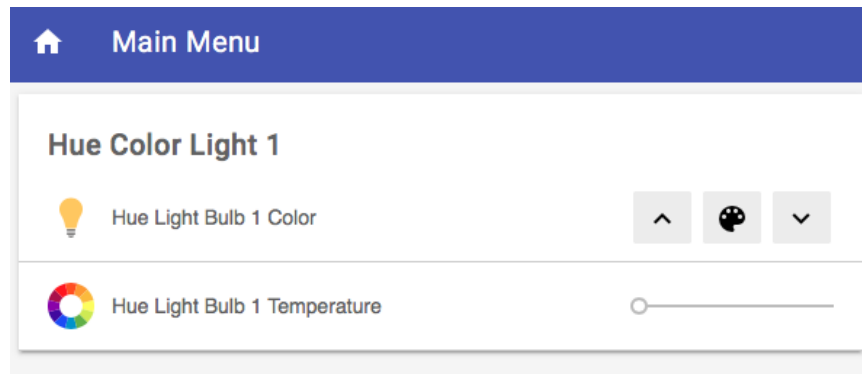 Main Menu
Hue Color Light 1
Hue Light Bulb 1 Color
Hue Light Bulb 1 Temperature